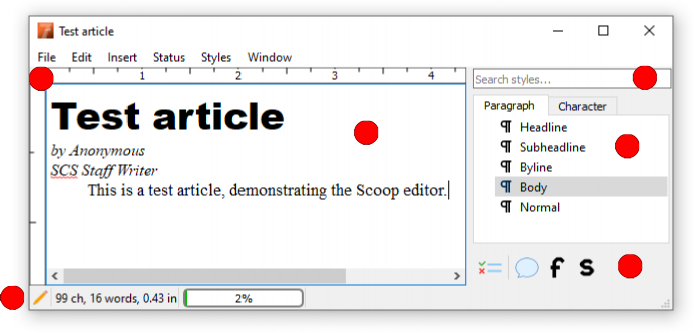 Test article
File Edit Insert Status Styles Window
1 2 3 4
Search styles...
Test article
by Anonymous
SCS Staff Writer
This is a test article, demonstrating the Scoop editor.
Paragraph Character
¶ Headline
¶ Subheadline
¶ Byline
¶ Body
¶ Normal
f s
99 ch, 16 words, 0.43 in 2%